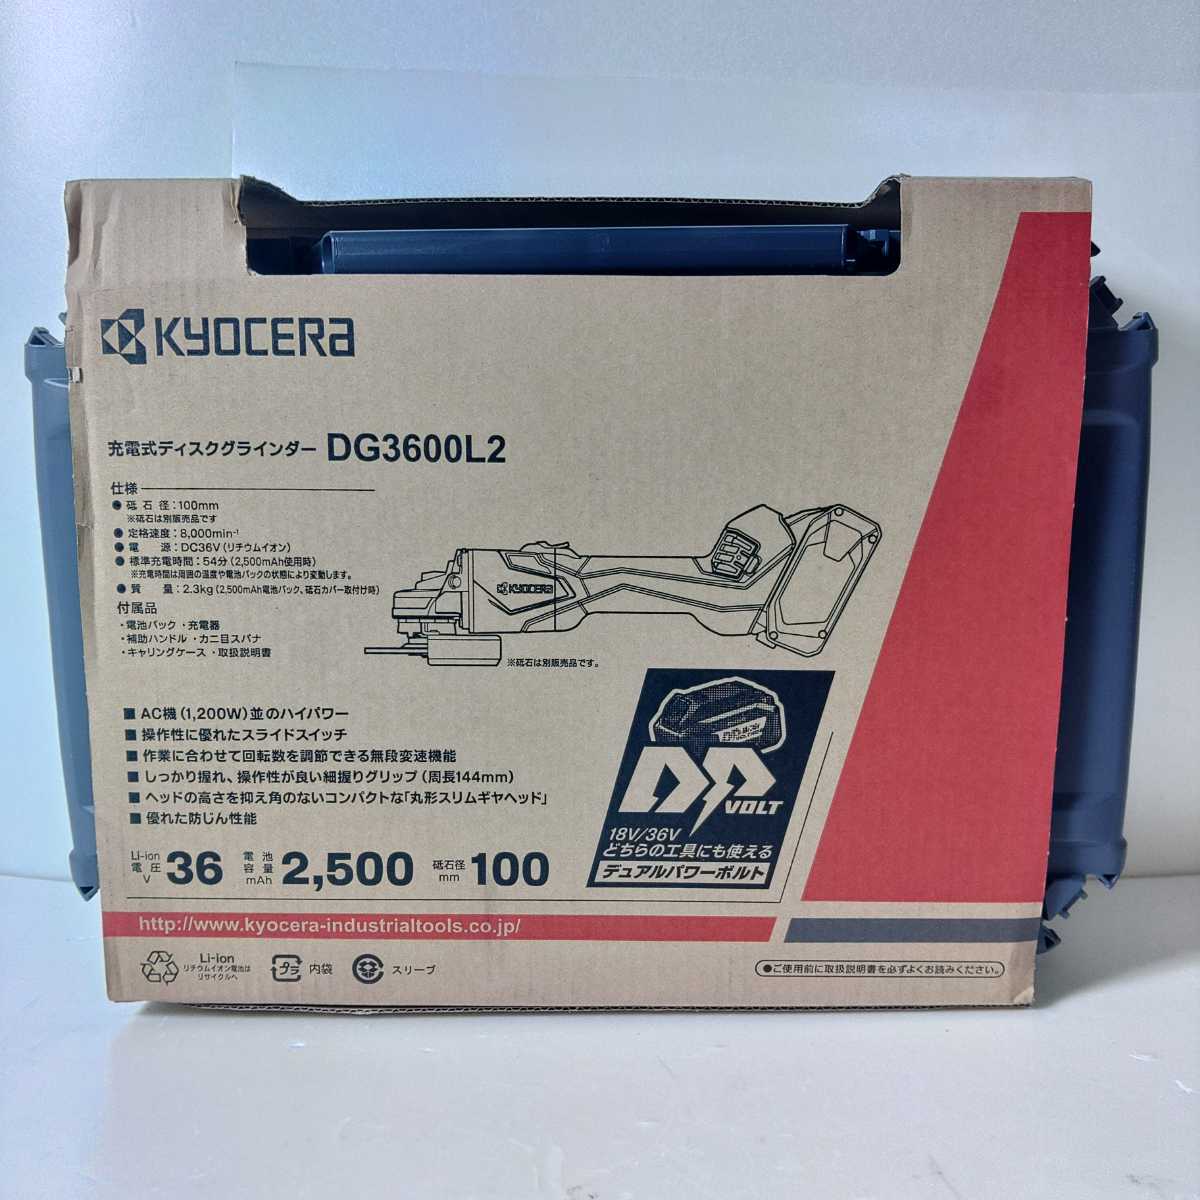 KYOCERA
充電式ディスクグラインダー DG3600L2
仕様
● 砥石径：100mm
※砥石は別販売品です
● 定格速度：8,000min⁻¹
● 電源：DC36V（リチウムイオン）
● 標準充電時間：54分（2,500mAh使用時）
※充電時間は周囲の温度や電池パックの状態により変動します。
● 質量：2.3kg（2,500mAh電池パック、砥石カバー取付け時）
付属品
・電池パック ・充電器
・補助ハンドル ・カニ目スパナ
・キャリングケース ・取扱説明書
KYOCERA
※砥石は別販売品です。
■ AC機（1,200W）並のハイパワー
■ 操作性に優れたスライドスイッチ
■ 作業に合わせて回転数を調節できる無段変速機能
■ しっかり握れ、操作性が良い細握りグリップ（周長144mm）
■ ヘッドの高さを抑え角のないコンパクトな「丸形スリムギヤヘッド」
■ 優れた防じん性能
DP VOLT
18V/36V
どちらの工具にも使える
デュアルパワーボルト
Li-ion 電圧 V 36 電池容量 mAh 2,500 砥石径 mm 100
http://www.kyocera-industrialtools.co.jp/
Li-ion
リチウムイオン電池は
リサイクルへ
プラ 内袋 スリーブ
●ご使用前に取扱説明書を必ずよくお読みください。